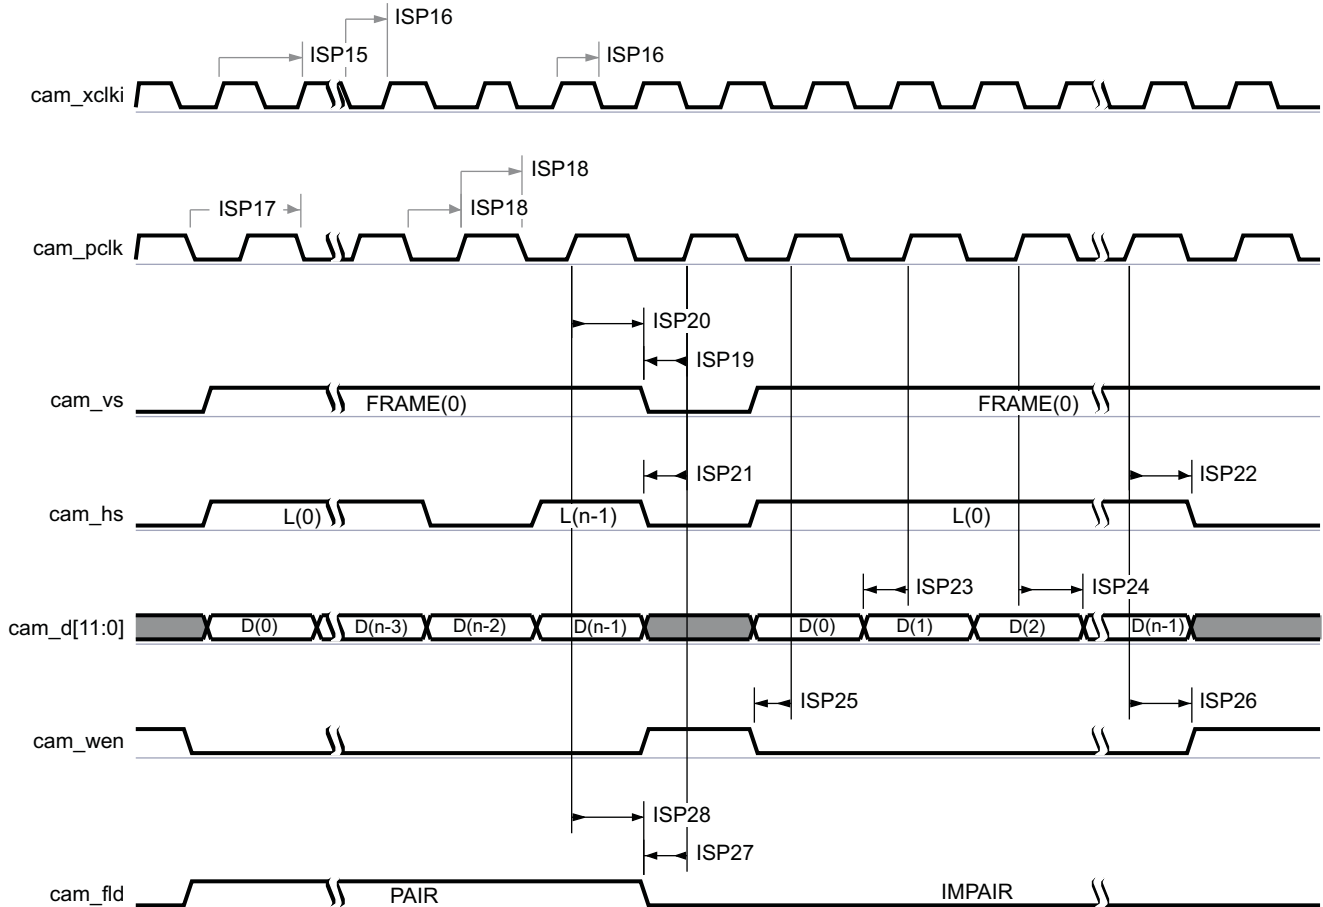 ISP16
ISP15
ISP16
cam_xclki
ISP18
ISP17
ISP18
cam_pclk
ISP20
ISP19
cam_vs
FRAME(0)
FRAME(0)
ISP21
ISP22
cam_hs
L(0)
L(n-1)
L(0)
ISP23
ISP24
cam_d[11:0]
D(0)
D(n-3)
D(n-2)
D(n-1)
D(0)
D(1)
D(2)
D(n-1)
ISP25
ISP26
cam_wen
ISP28
ISP27
cam_fld
PAIR
IMPAIR